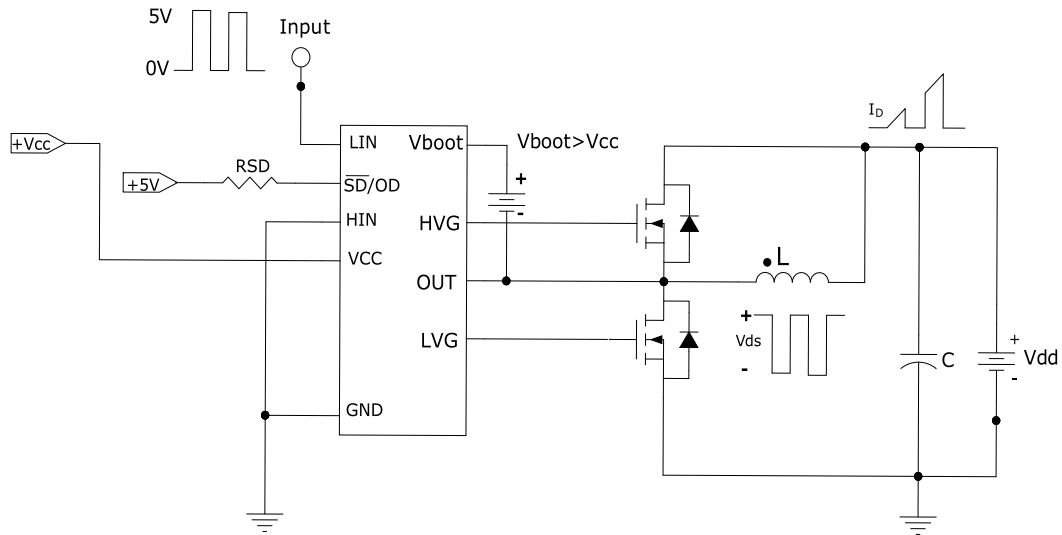 5V
0V
Input
+Vcc
+5V
RSD
LIN
SD/OD
HIN
VCC
GND
Vboot
HVG
OUT
LVG
Vboot>Vcc
+
-
L
+
Vds
-
ID
C
+
Vdd
-